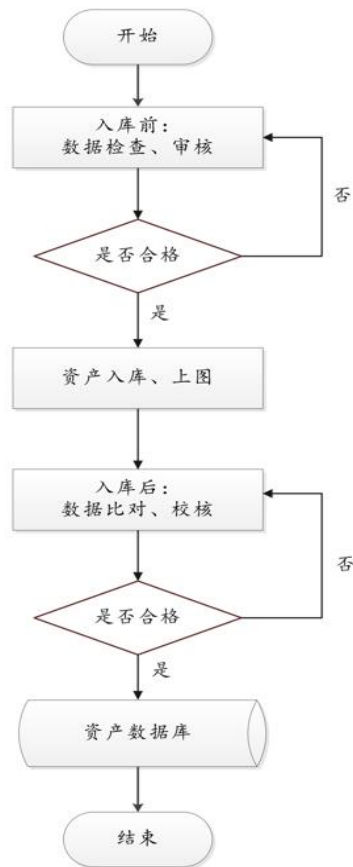 开始
入库前：
数据检查、审核
否
是否合格
是
资产入库、上图
入库后：
数据比对、校核
否
是否合格
是
资产数据库
结束